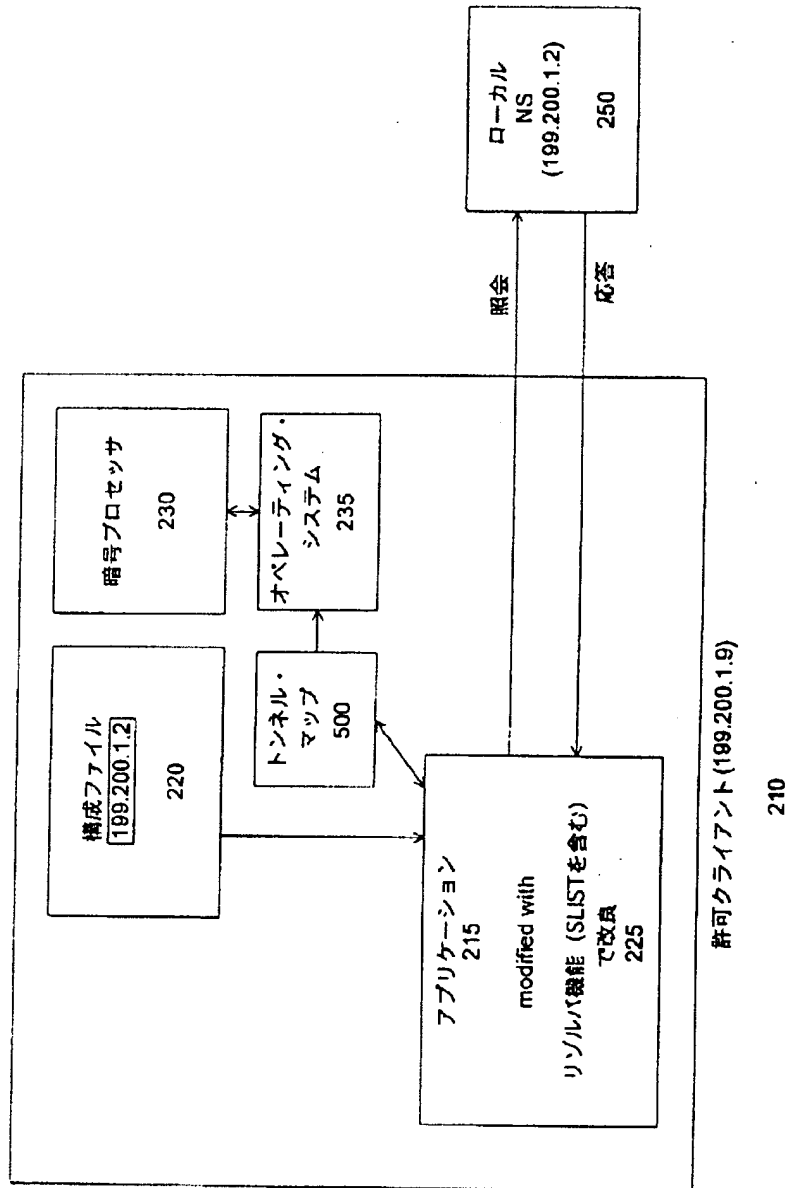 構成ファイル
199.200.1.2
220
暗号プロセッサ
230
トンネル・
マップ
500
オペレーティング・
システム
235
アプリケーション
215
modified with
リゾルバ機能（SLISTを含む）
で改良
225
照会
応答
ローカル
NS
(199.200.1.2)
250
許可クライアント(199.200.1.9)
210